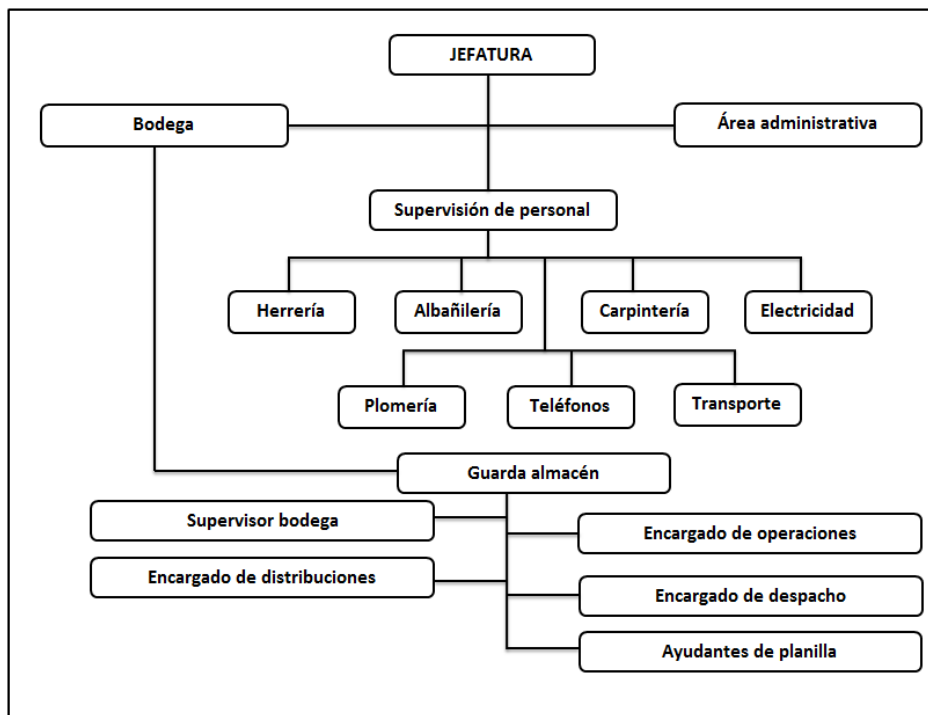 JEFATURA
Bodega
Área administrativa
Supervisión de personal
Herrería
Albañilería
Carpintería
Electricidad
Plomería
Teléfonos
Transporte
Guarda almacén
Supervisor bodega
Encargado de operaciones
Encargado de distribuciones
Encargado de despacho
Ayudantes de planilla